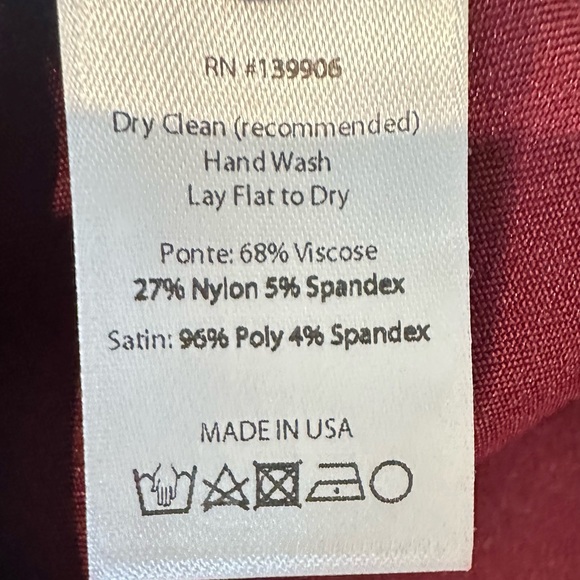 RN #139906
Dry Clean (recommended)
Hand Wash
Lay Flat to Dry
Ponte: 68% Viscose
27% Nylon 5% Spandex
Satin: 96% Poly 4% Spandex
MADE IN USA